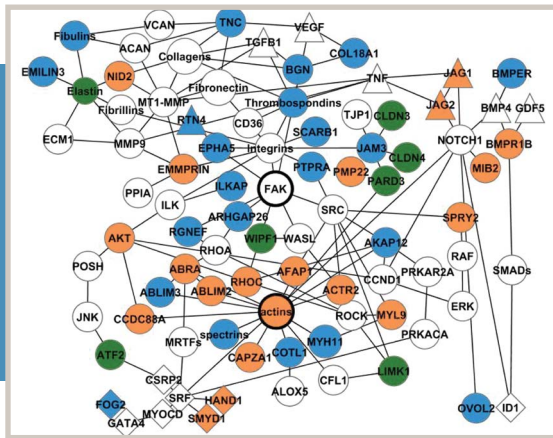 VCAN
TNC
VEGF
Fibulins
ACAN
TGFB1
COL18A1
Collagens
EMILIN3
NID2
BGN
TNF
JAG1
BMPER
Elastin
Fibronectin
MT1-MMP
Thrombospondins
Fibrillins
JAG2
BMP4
GDF5
RTN4
CD36
TJP1
CLDN3
SCARB1
ECM1
MMP9
EPHA5
Integrins
JAM3
NOTCH1
BMPR1B
CLDN4
EMMPRIN
PTPRA
PMP22
MIB2
PARD3
PPIA
ILKAP
FAK
ILK
ARHGAP26
SRC
SPRY2
RGNEF
AKT
WIPF1
WASL
AKAP12
RHOA
RAF
POSH
ABRA
AFAP1
CCND1
PRKAR2A
SMADs
ABLIM3
ABLIM2
RHOC
ACTR2
ERK
CCDC88A
actins
ROCK
MYL9
JNK
spectrins
MYH11
PRKACA
MRTFs
ATF2
CAPZA1
COTL1
CSRP2
LIMK1
CFL1
ALOX5
SRF
HAND1
FOG2
MYOCD
GATA4
SMYD1
OVOL2
ID1